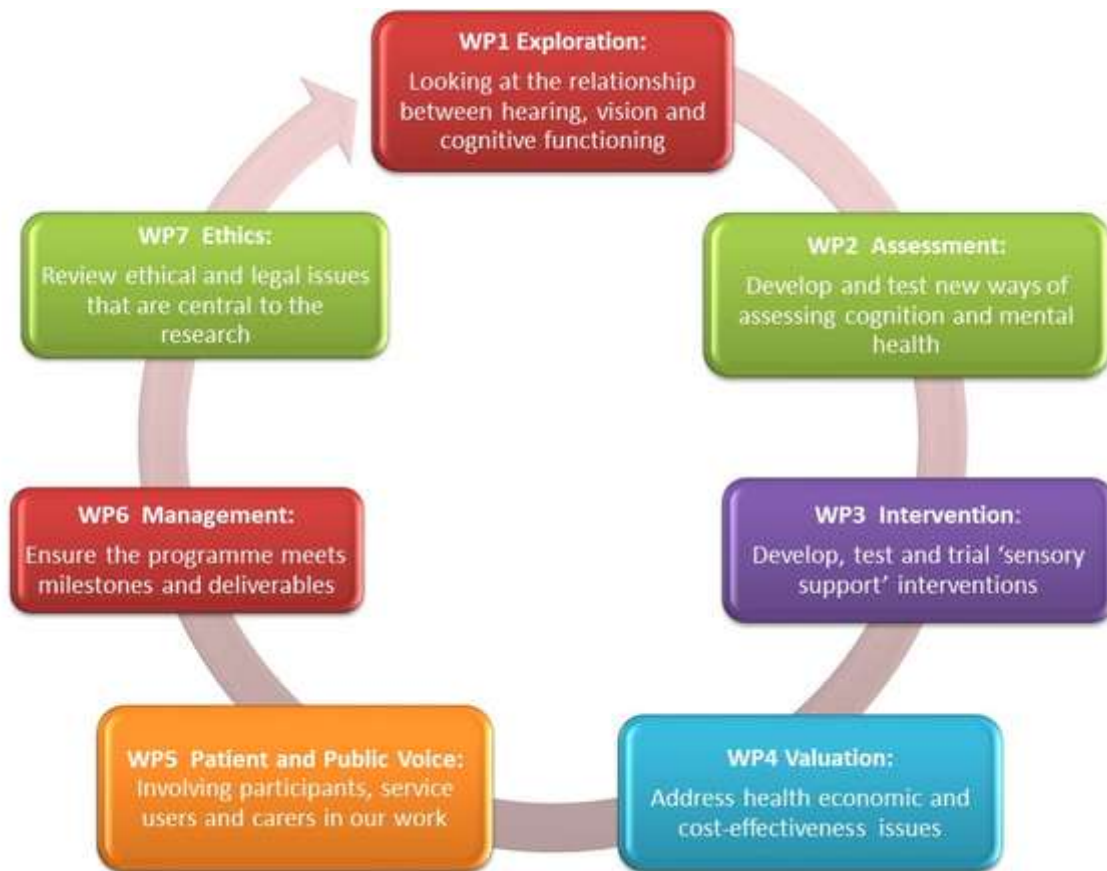 WP1 Exploration:
Looking at the relationship
between hearing, vision and
cognitive functioning
WP2 Assessment:
Develop and test new ways of
assessing cognition and mental
health
WP3 Intervention:
Develop, test and trial ‘sensory
support’ interventions
WP4 Valuation:
Address health economic and
cost-effectiveness issues
WP5 Patient and Public Voice:
Involving participants, service
users and carers in our work
WP6 Management:
Ensure the programme meets
milestones and deliverables
WP7 Ethics:
Review ethical and legal issues
that are central to the
research